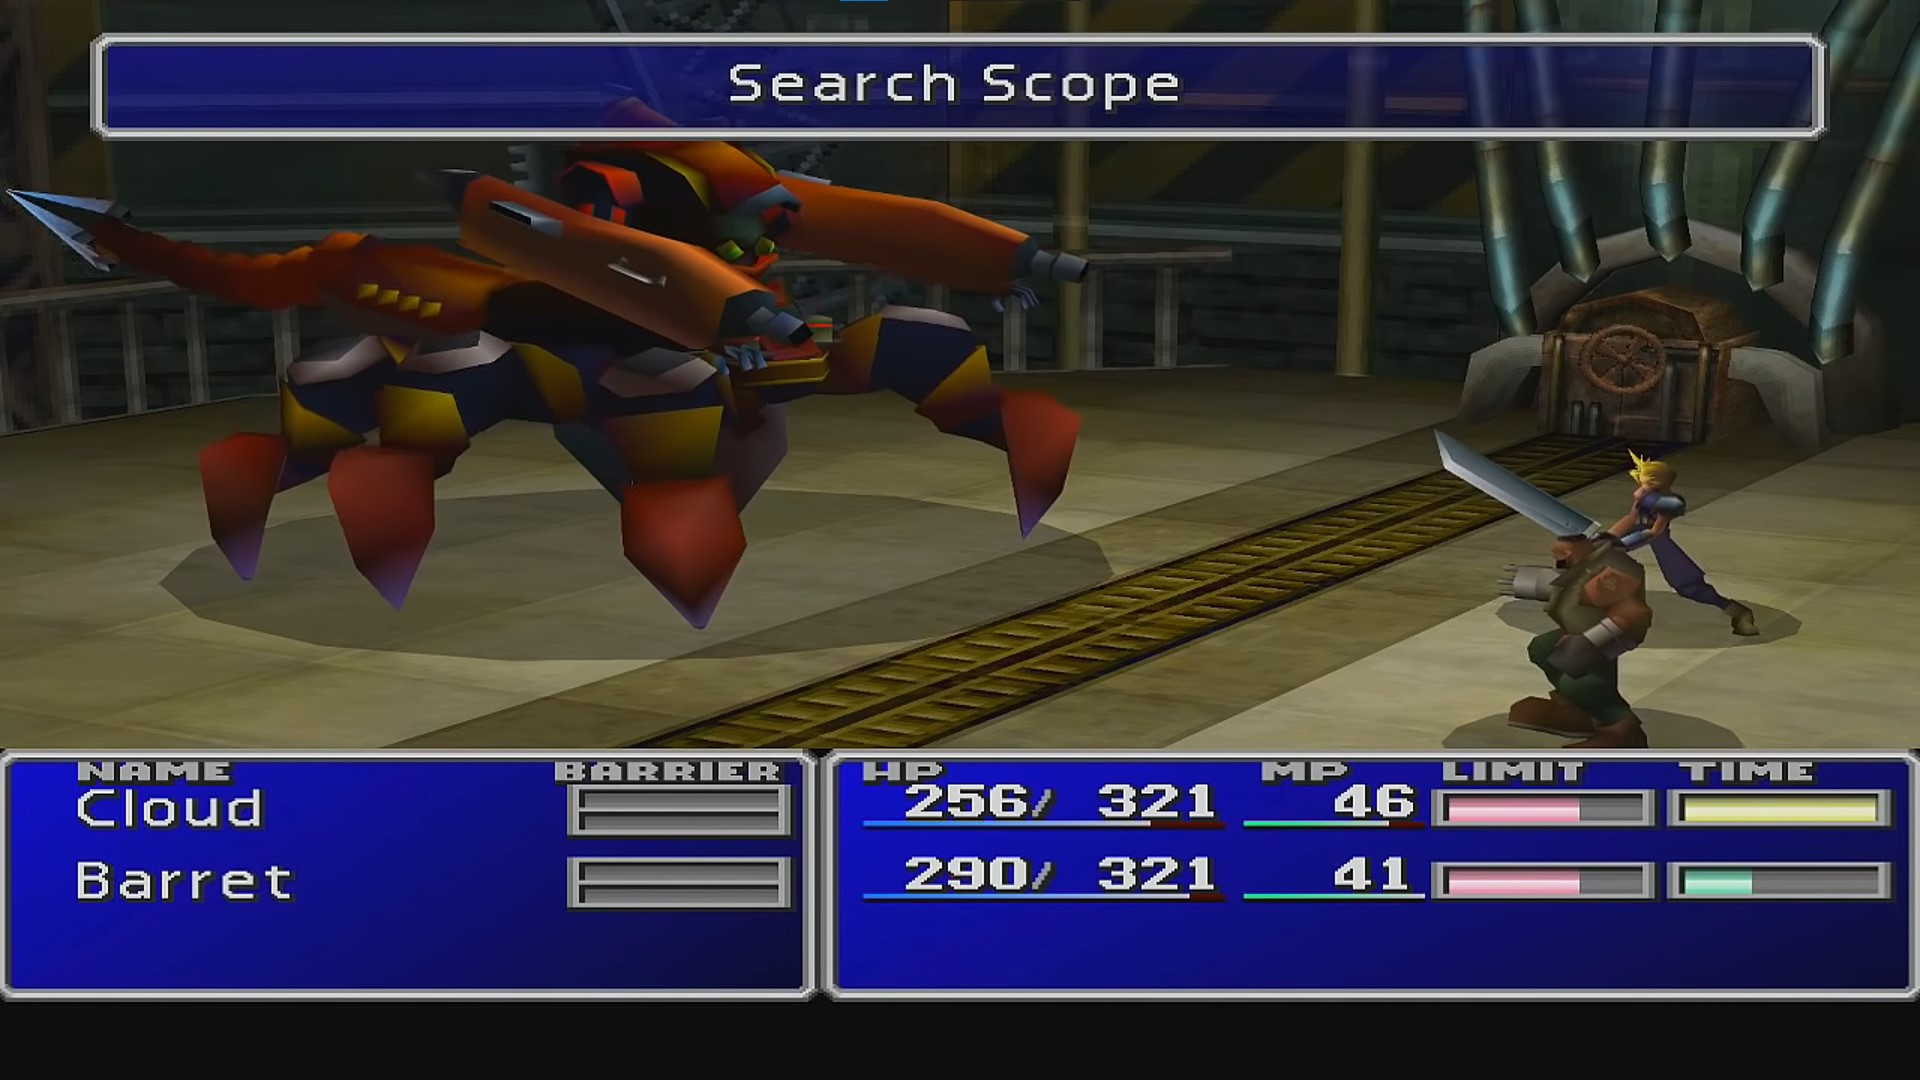 Search Scope
NAME BARRIER HP MP LIMIT TIME
Cloud 256/ 321 46
Barret 290/ 321 41